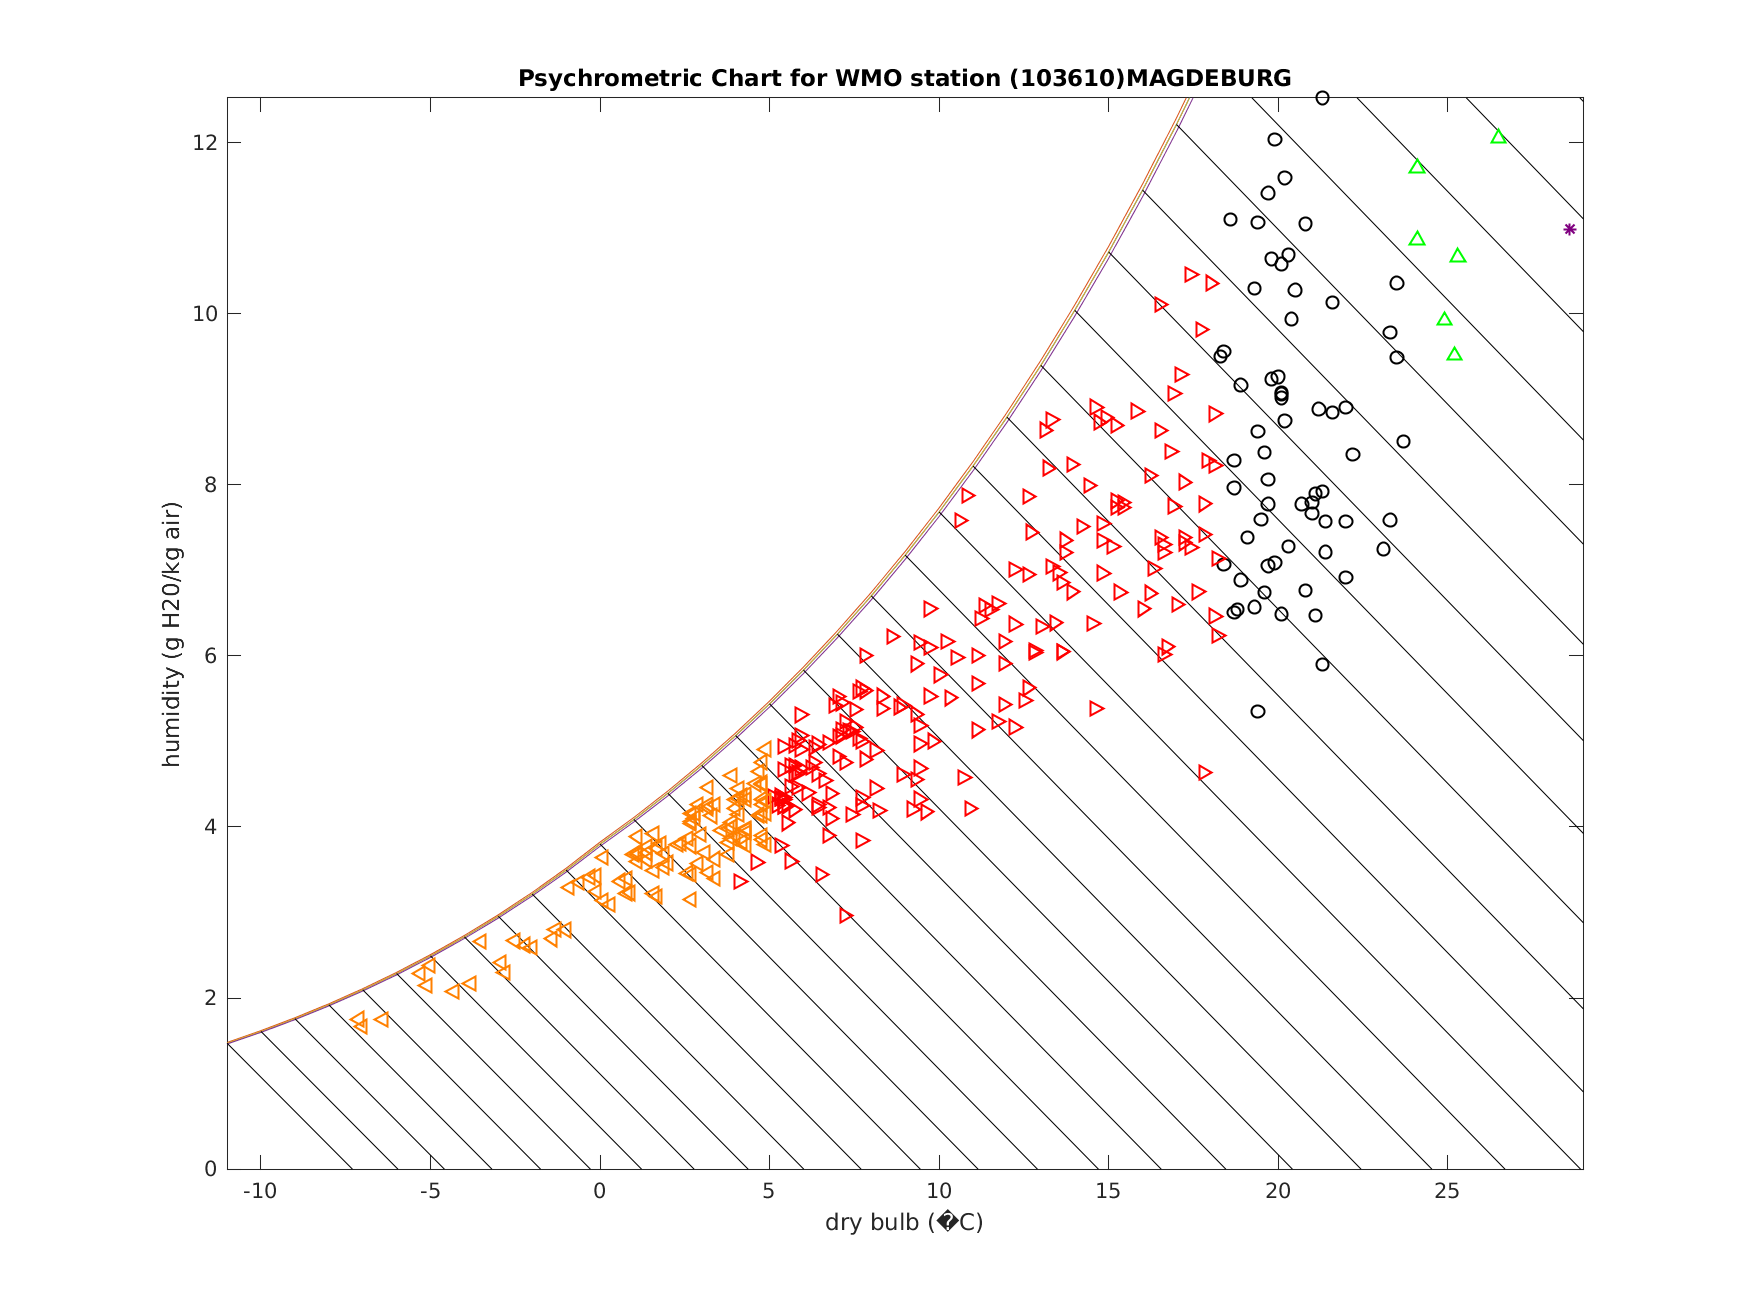 Psychrometric Chart for WMO station (103610)MAGDEBURG
12
10
8
6
4
2
0
humidity (g H20/kg air)
-10 -5 0 5 10 15 20 25
dry bulb (�C)